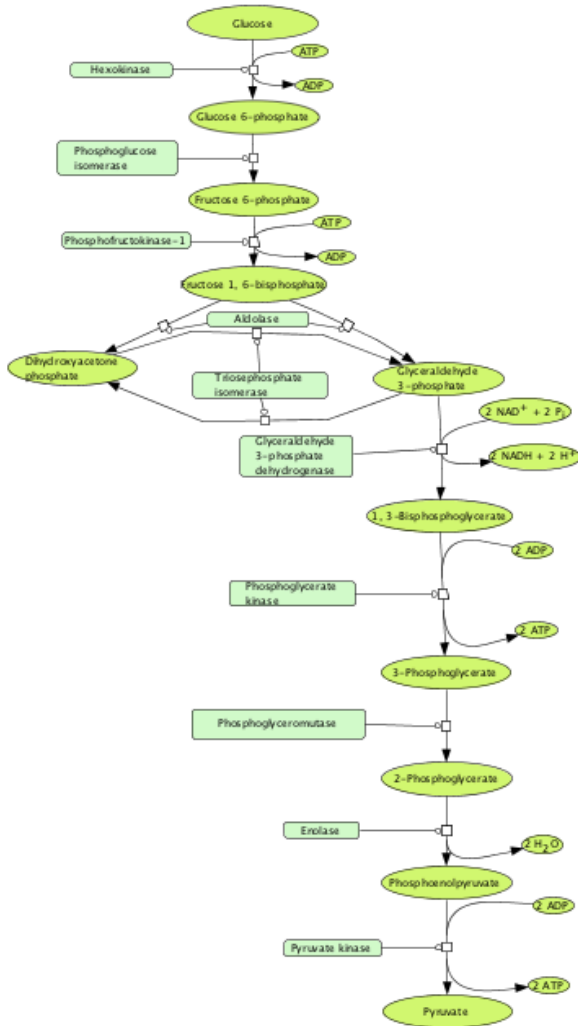 Glucose
ATP
Hexokinase
ADP
Glucose 6-phosphate
Phosphoglucose
isomerase
Fructose 6-phosphate
ATP
Phosphofructokinase-1
ADP
Fructose 1, 6-bisphosphate
Aldolase
Dihydroxyacetone
phosphate
Triosephosphate
isomerase
Glyceraldehyde
3-phosphate
2 NAD⁺ + 2 Pᵢ
Glyceraldehyde
3-phosphate
dehydrogenase
2 NADH + 2 H⁺
1, 3-Bisphosphoglycerate
2 ADP
Phosphoglycerate
kinase
2 ATP
3-Phosphoglycerate
Phosphoglyceromutase
2-Phosphoglycerate
Enolase
2 H₂O
Phosphoenolpyruvate
2 ADP
Pyruvate kinase
2 ATP
Pyruvate